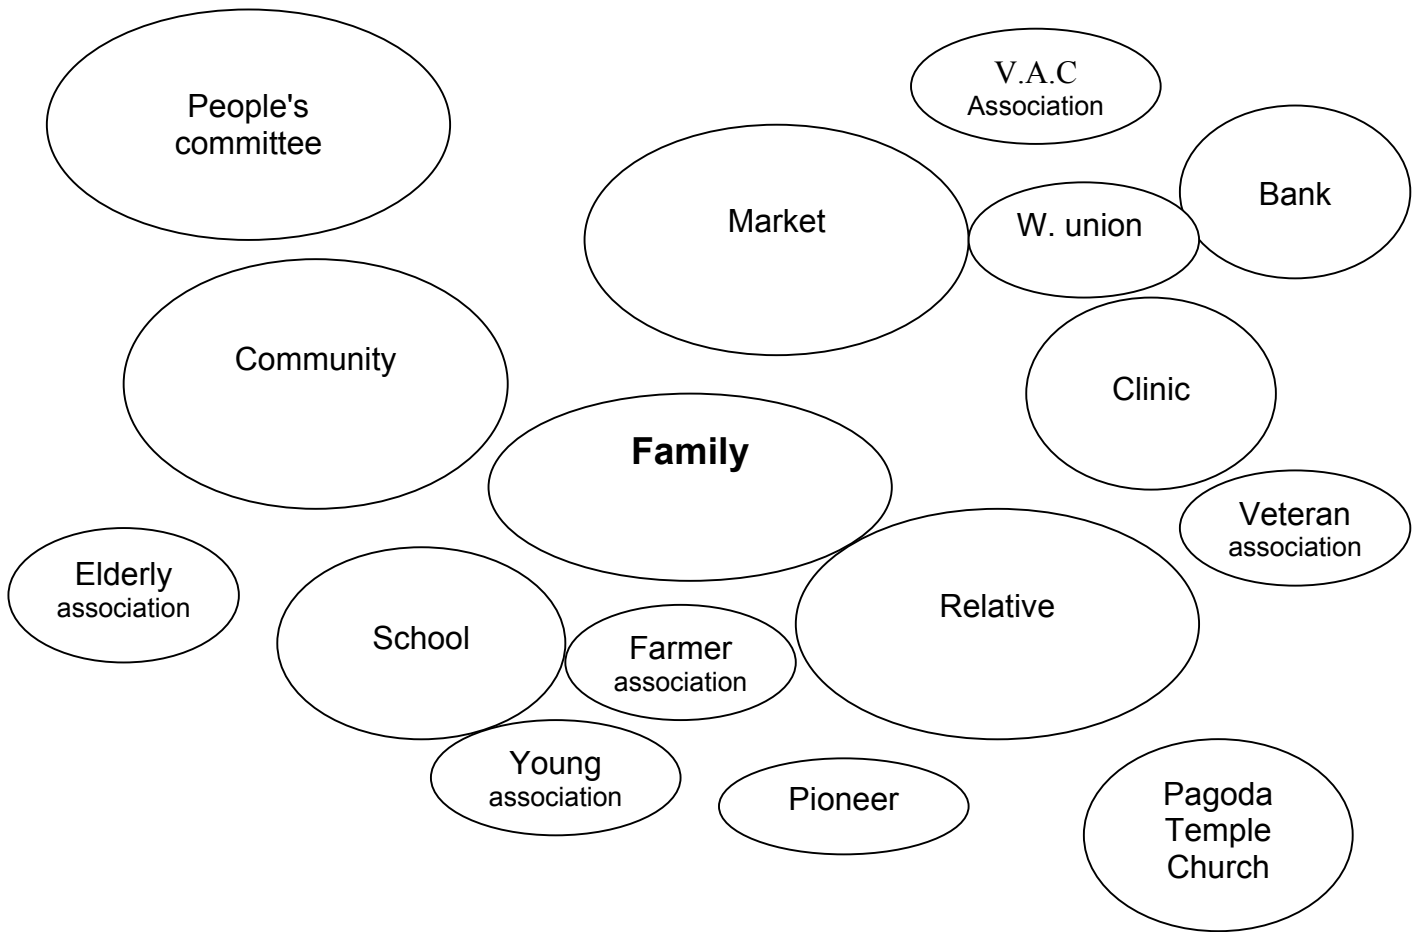 People's
committee
V.A.C
Association
Bank
Market
W. union
Community
Clinic
Family
Veteran
association
Elderly
association
School
Farmer
association
Relative
Young
association
Pioneer
Pagoda
Temple
Church